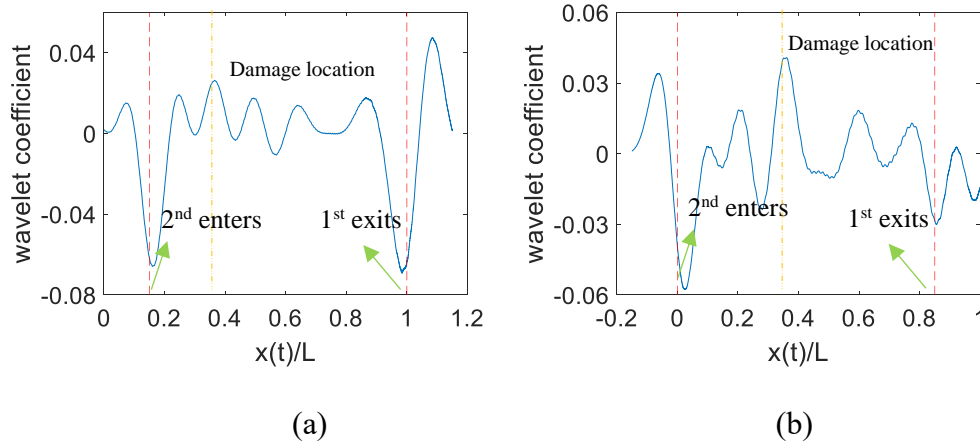 0.04
0
-0.04
-0.08
wavelet coefficient
Damage location
2nd enters
1st exits
0 0.2 0.4 0.6 0.8 1 1.2
x(t)/L
(a)
0.06
0.03
0
-0.03
-0.06
wavelet coefficient
Damage location
2nd enters
1st exits
-0.2 0 0.2 0.4 0.6 0.8 1
x(t)/L
(b)